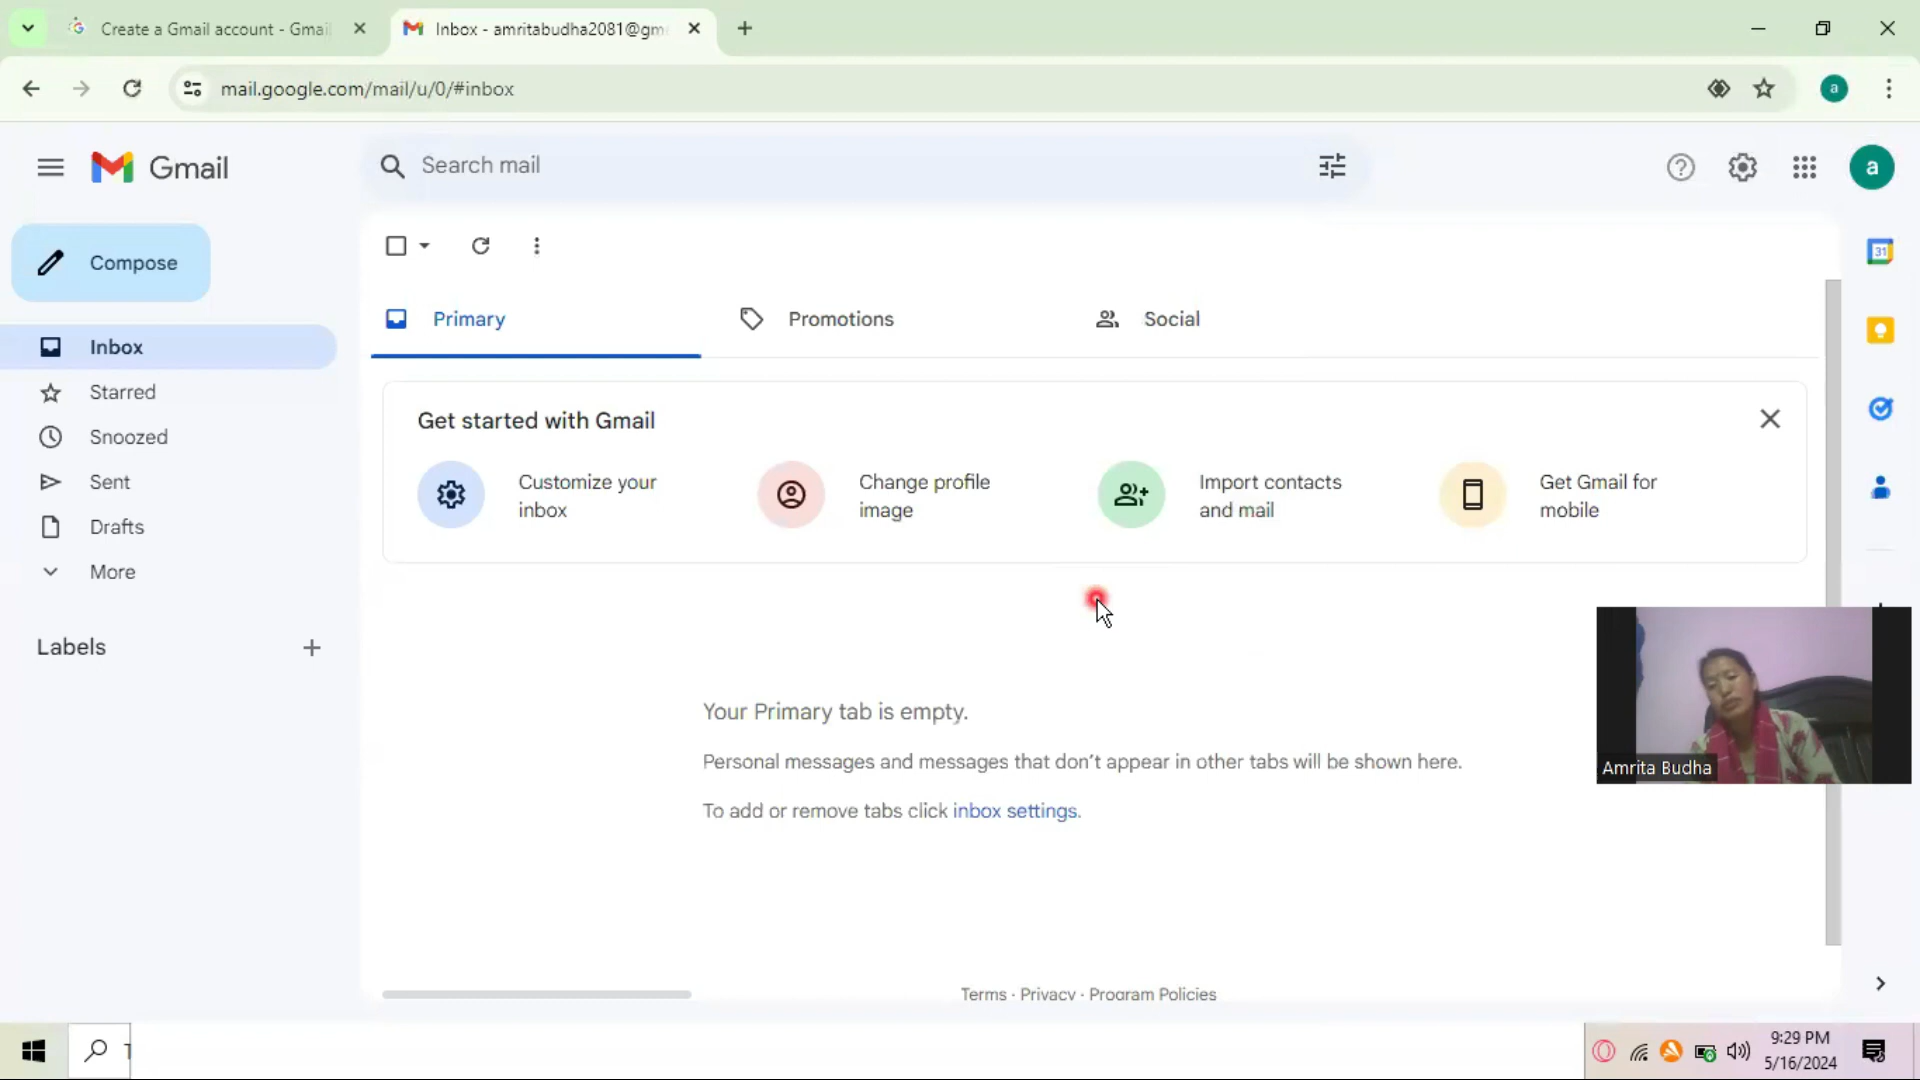 Create a Gmail account - Gmai
Inbox - amritabudha2081@gm
mail.google.com/mail/u/0/#inbox
a
Gmail
Search mail
a
Compose
31
Primary
Promotions
Social
Inbox
Starred
Snoozed
Sent
Drafts
More
Labels
Get started with Gmail
Customize your
inbox
Change profile
image
Import contacts
and mail
Get Gmail for
mobile
Your Primary tab is empty.
Personal messages and messages that don't appear in other tabs will be shown here.
To add or remove tabs click inbox settings.
Amrita Budha
Terms · Privacy · Program Policies
9:29 PM
5/16/2024